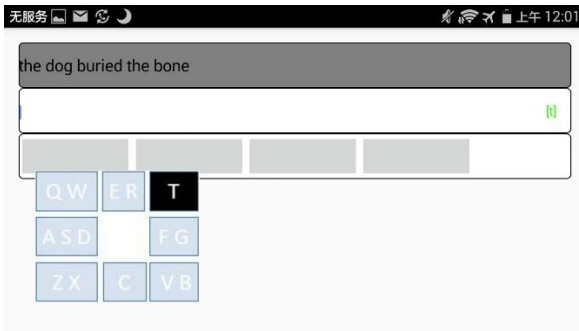 无服务 上午 12:01
the dog buried the bone
[t]
Q W E R T
A S D F G
Z X C V B